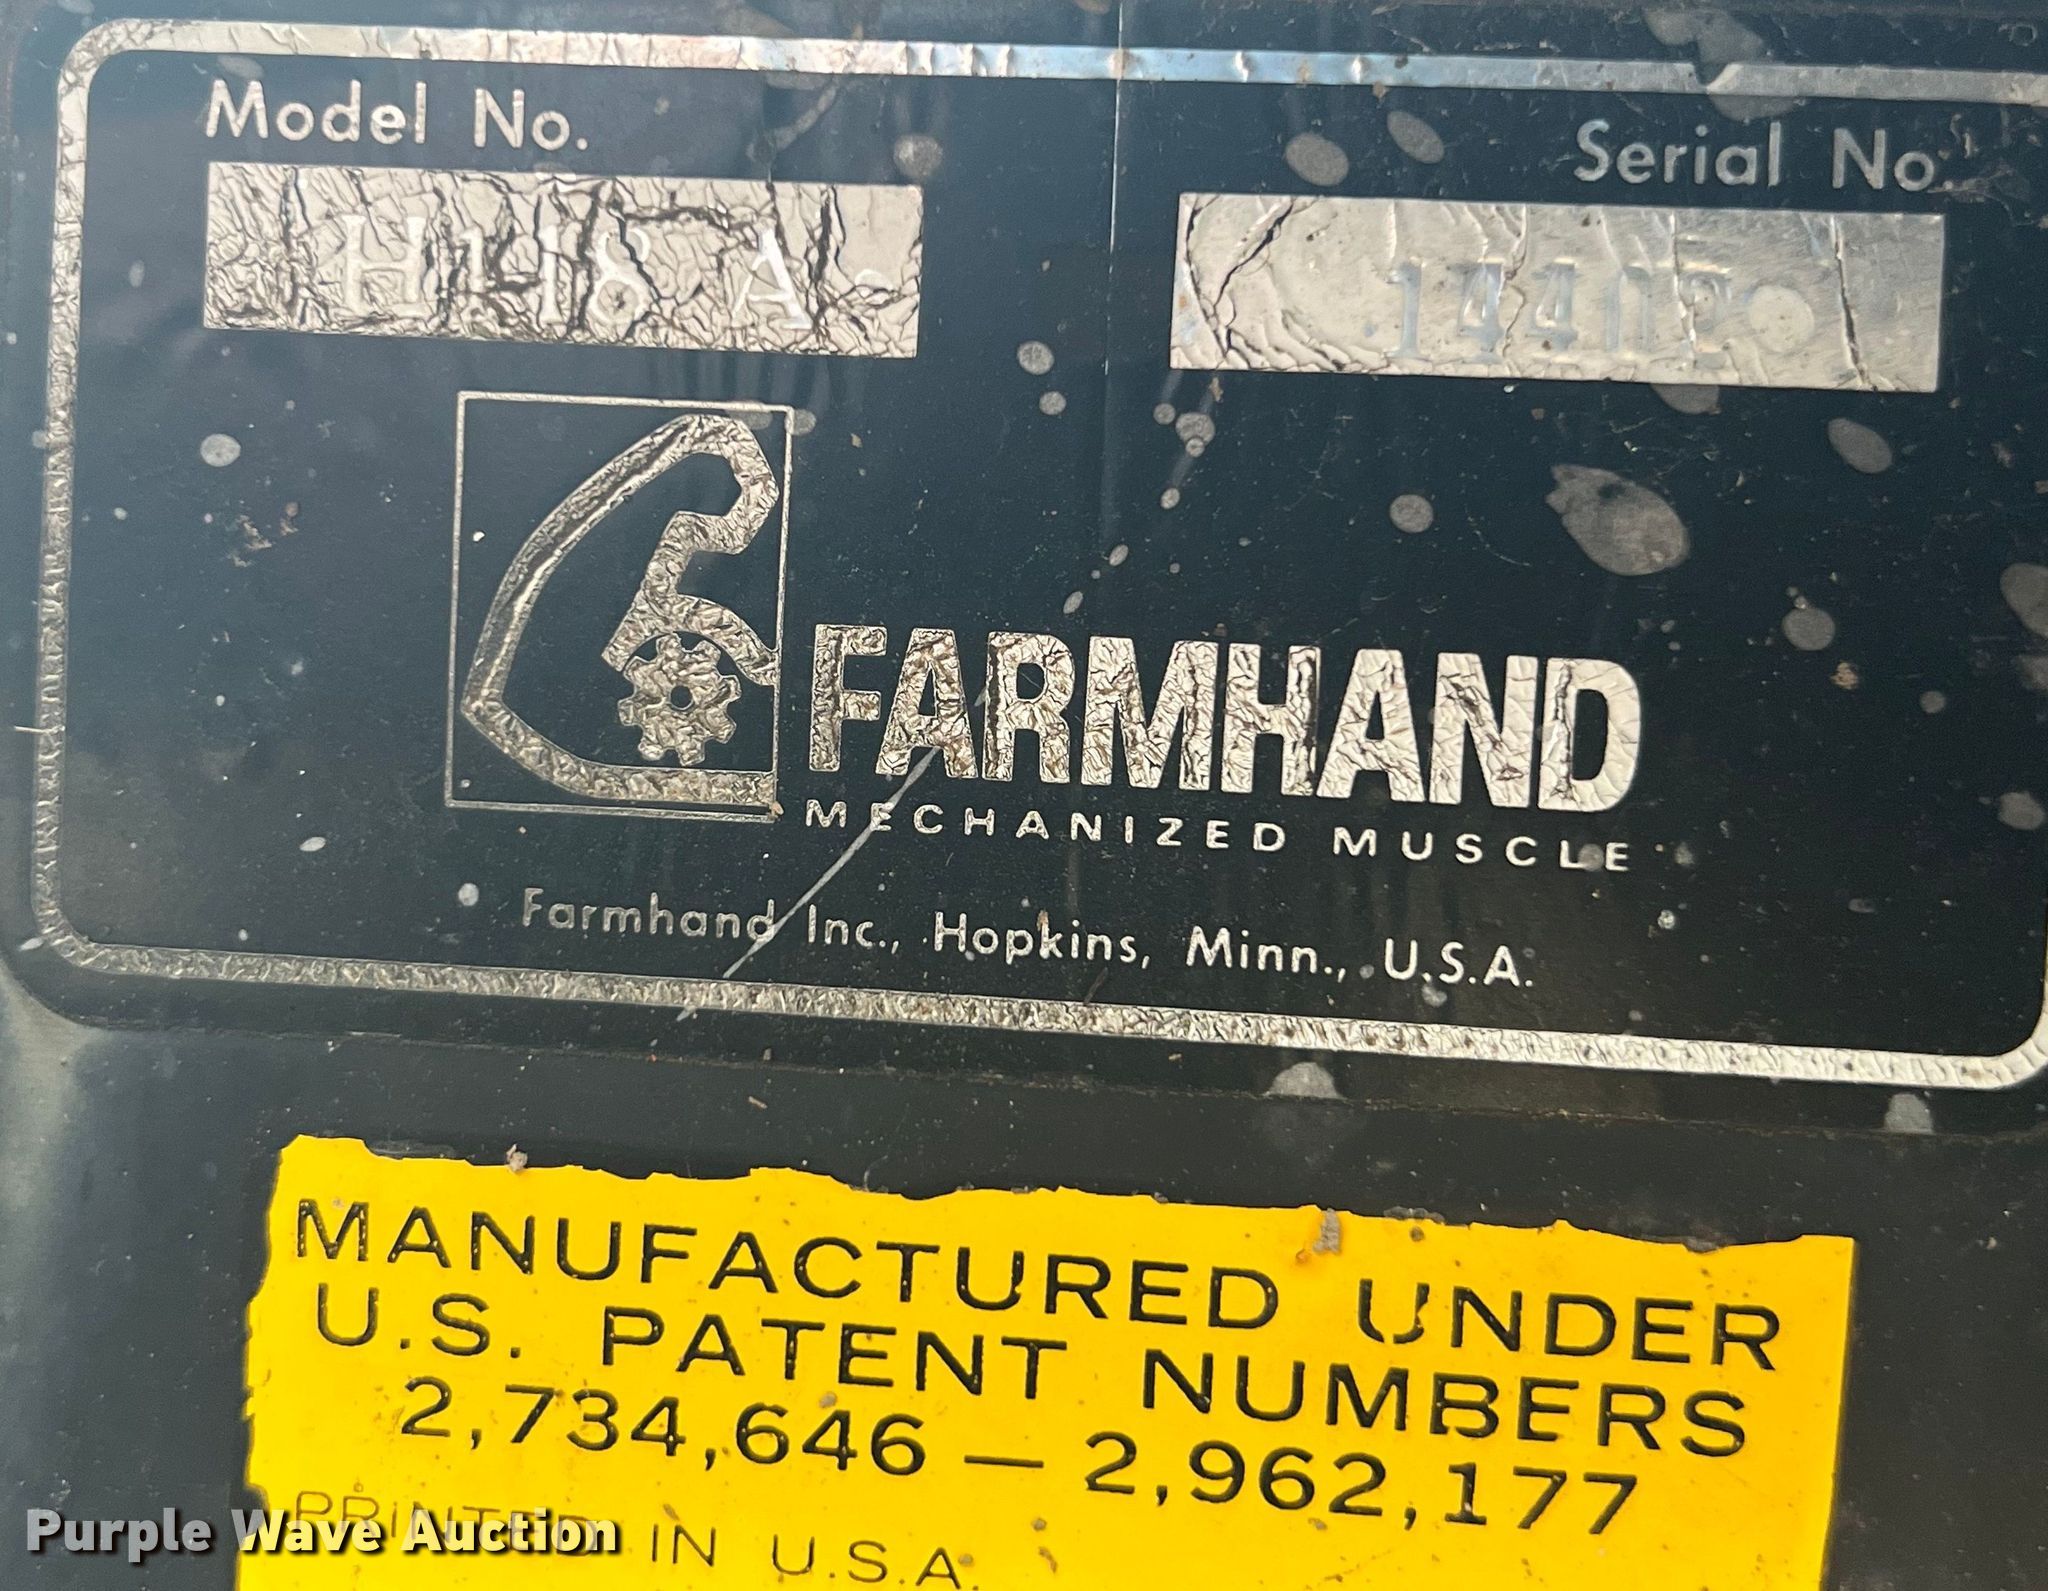 Model No.
Serial No.
FARMHAND
MECHANIZED MUSCLE
Farmhand Inc., Hopkins, Minn., U.S.A.
MANUFACTURED UNDER
U.S. PATENT NUMBERS
2,734,646 — 2,962,177
PRINTED IN U.S.A.
Purple Wave Auction